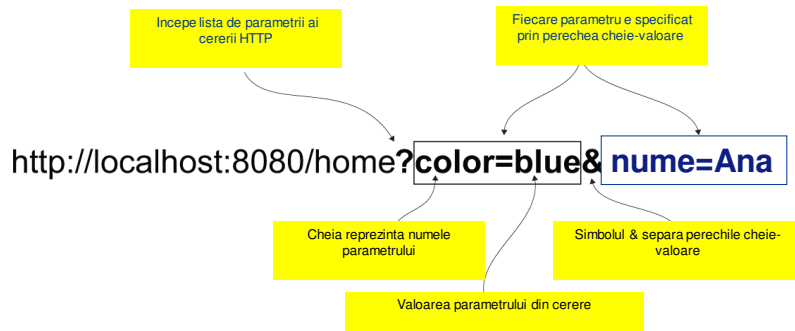 Incepe lista de parametrii ai
cererii HTTP
Fiecare parametru e specificat
prin perechea cheie-valoare
http://localhost:8080/home?color=blue& nume=Ana
Cheia reprezinta numele
parametrului
Simbolul & separa perechile cheie-
valoare
Valoarea parametrului din cerere